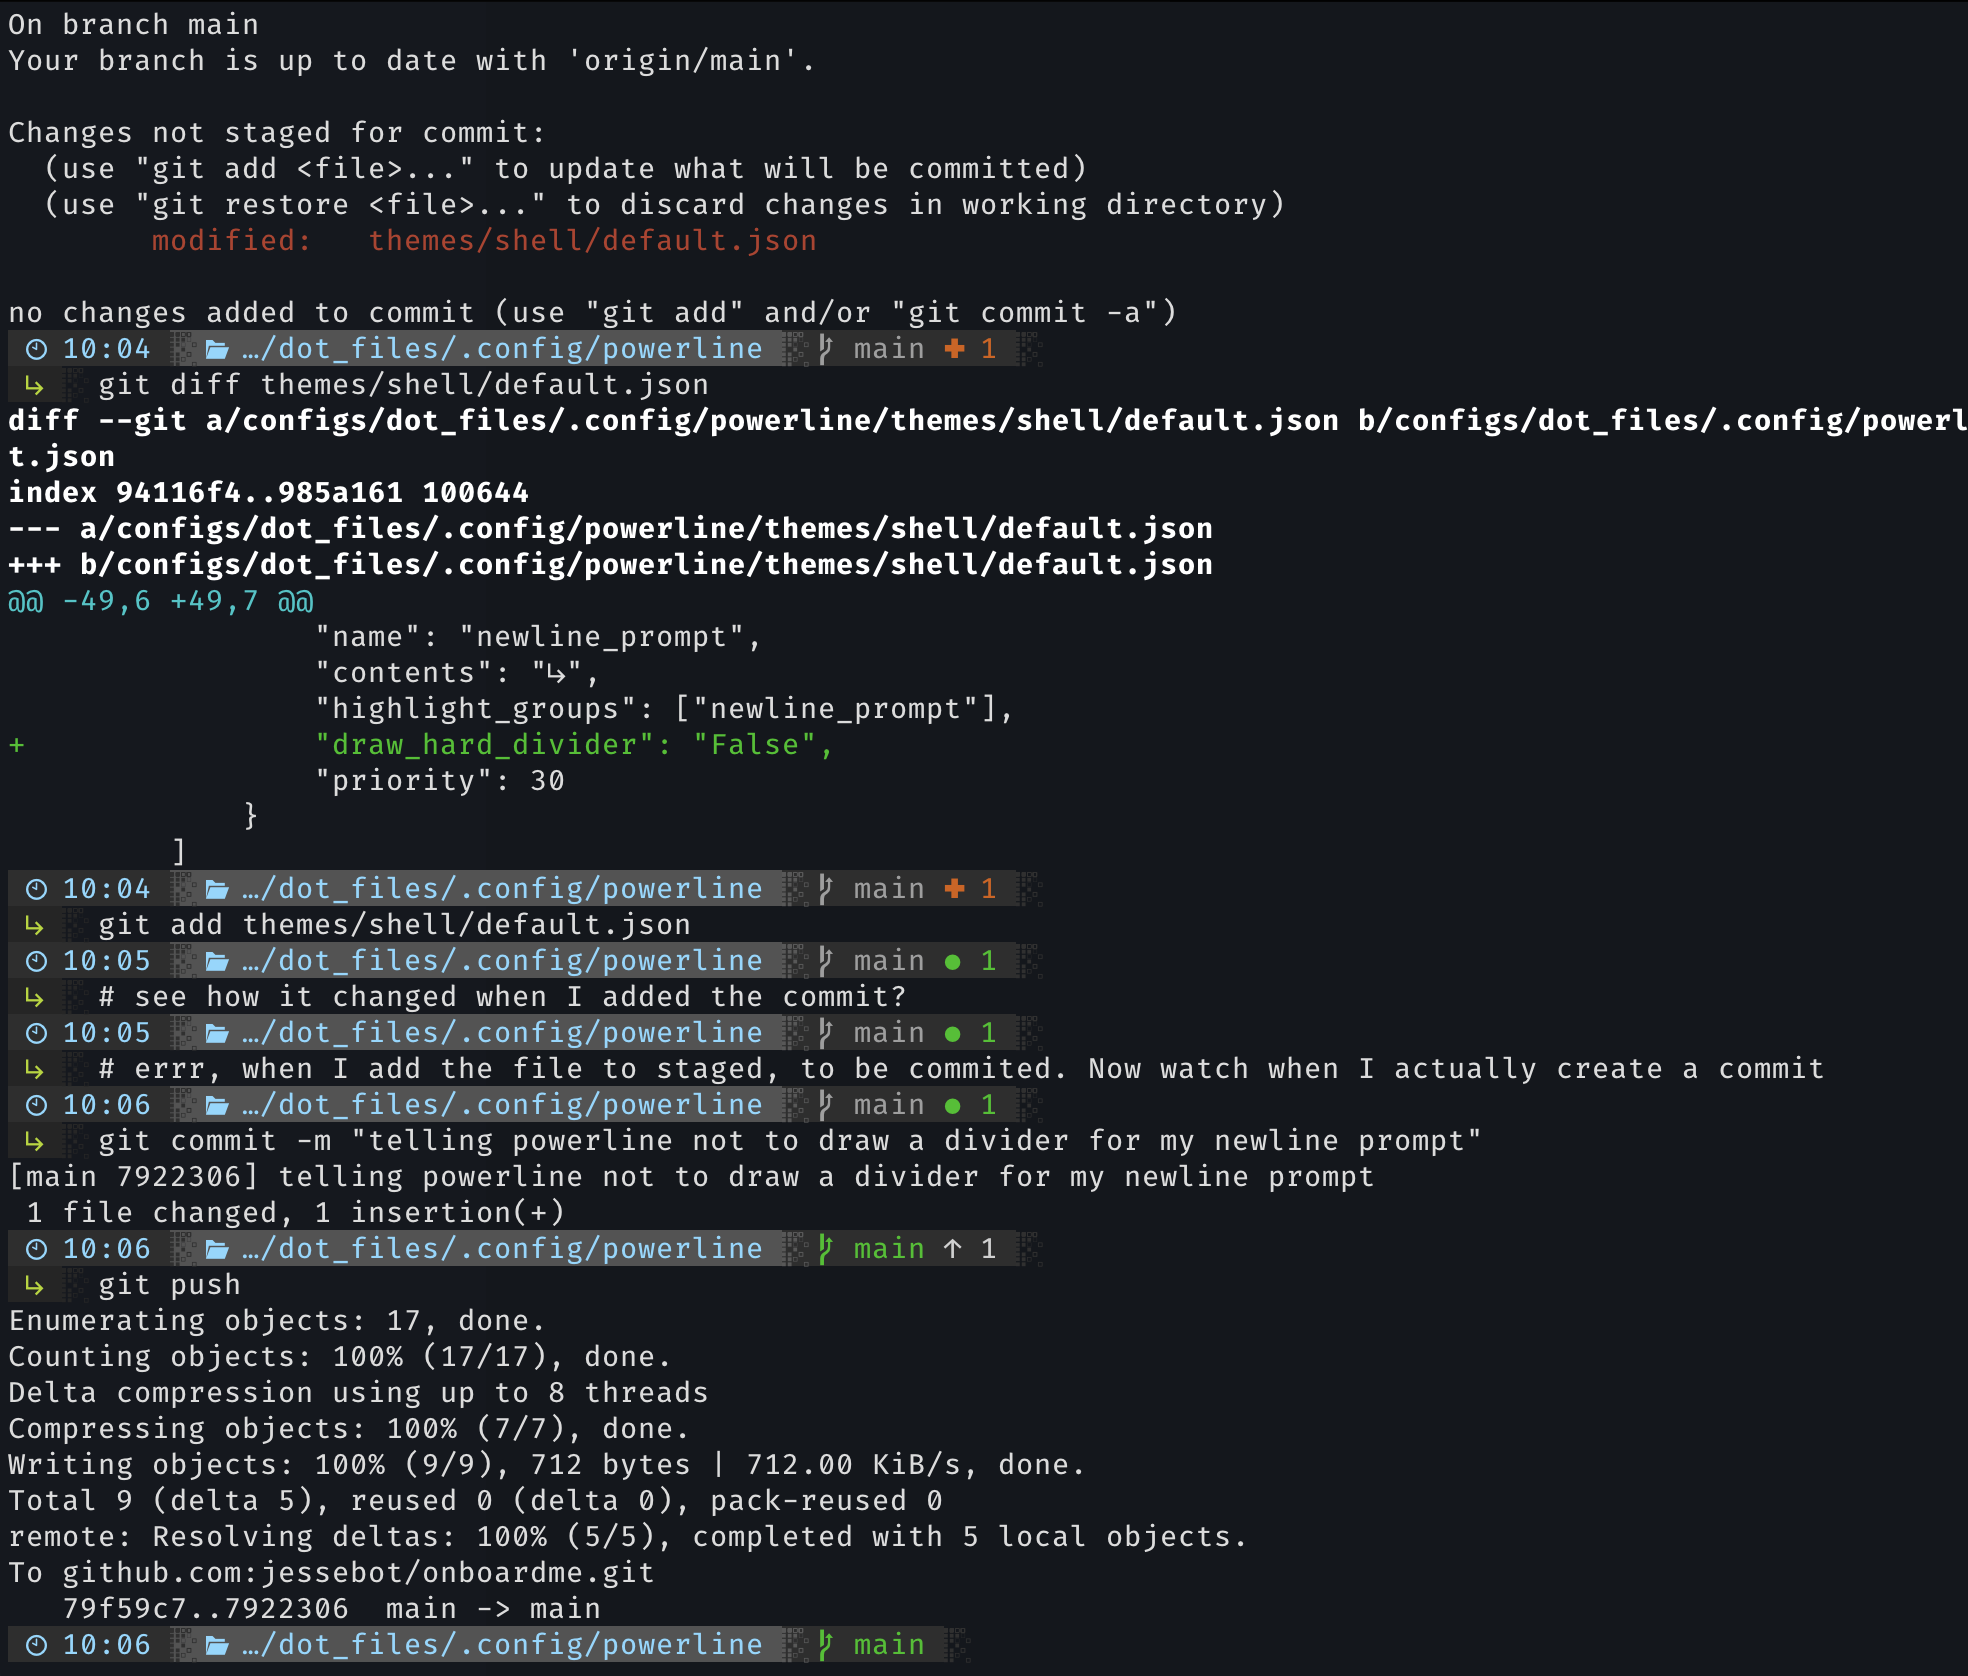 On branch main
Your branch is up to date with 'origin/main'.
Changes not staged for commit:
  (use "git add <file>..." to update what will be committed)
  (use "git restore <file>..." to discard changes in working directory)
        modified:   themes/shell/default.json
no changes added to commit (use "git add" and/or "git commit -a")
10:04 …/dot_files/.config/powerline main ✚ 1
↳ git diff themes/shell/default.json
diff --git a/configs/dot_files/.config/powerline/themes/shell/default.json b/configs/dot_files/.config/powerl
t.json
index 94116f4..985a161 100644
--- a/configs/dot_files/.config/powerline/themes/shell/default.json
+++ b/configs/dot_files/.config/powerline/themes/shell/default.json
@@ -49,6 +49,7 @@
                 "name": "newline_prompt",
                 "contents": "↳",
                 "highlight_groups": ["newline_prompt"],
+                "draw_hard_divider": "False",
                 "priority": 30
             }
         ]
10:04 …/dot_files/.config/powerline main ✚ 1
↳ git add themes/shell/default.json
10:05 …/dot_files/.config/powerline main ● 1
↳ # see how it changed when I added the commit?
10:05 …/dot_files/.config/powerline main ● 1
↳ # errr, when I add the file to staged, to be commited. Now watch when I actually create a commit
10:06 …/dot_files/.config/powerline main ● 1
↳ git commit -m "telling powerline not to draw a divider for my newline prompt"
[main 7922306] telling powerline not to draw a divider for my newline prompt
 1 file changed, 1 insertion(+)
10:06 …/dot_files/.config/powerline main ↑ 1
↳ git push
Enumerating objects: 17, done.
Counting objects: 100% (17/17), done.
Delta compression using up to 8 threads
Compressing objects: 100% (7/7), done.
Writing objects: 100% (9/9), 712 bytes | 712.00 KiB/s, done.
Total 9 (delta 5), reused 0 (delta 0), pack-reused 0
remote: Resolving deltas: 100% (5/5), completed with 5 local objects.
To github.com:jessebot/onboardme.git
   79f59c7..7922306  main -> main
10:06 …/dot_files/.config/powerline main